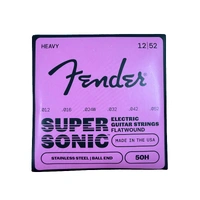 HEAVY 12/52
Fender
.012 .016 .024W .032 .042 .052
SUPER SONIC ELECTRIC GUITAR STRINGS FLATWOUND
MADE IN THE USA
STAINLESS STEEL | BALL END 50H